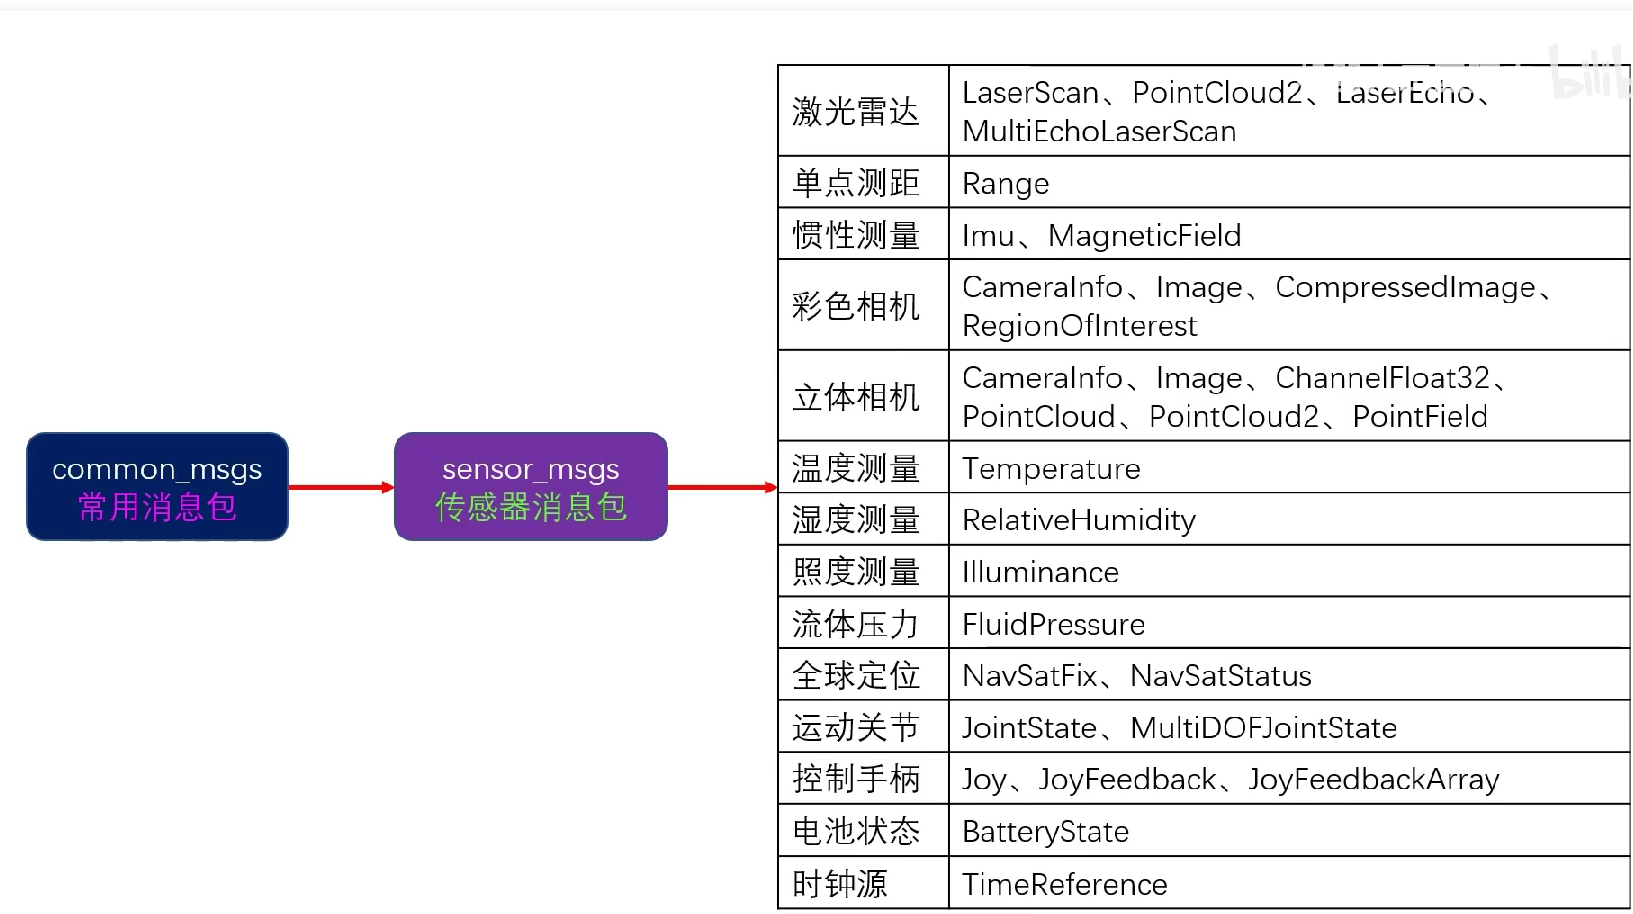 common_msgs
常用消息包
sensor_msgs
传感器消息包
激光雷达
LaserScan、PointCloud2、LaserEcho、
MultiEchoLaserScan
单点测距
Range
惯性测量
Imu、MagneticField
彩色相机
CameraInfo、Image、CompressedImage、
RegionOfInterest
立体相机
CameraInfo、Image、ChannelFloat32、
PointCloud、PointCloud2、PointField
温度测量
Temperature
湿度测量
RelativeHumidity
照度测量
Illuminance
流体压力
FluidPressure
全球定位
NavSatFix、NavSatStatus
运动关节
JointState、MultiDOFJointState
控制手柄
Joy、JoyFeedback、JoyFeedbackArray
电池状态
BatteryState
时钟源
TimeReference